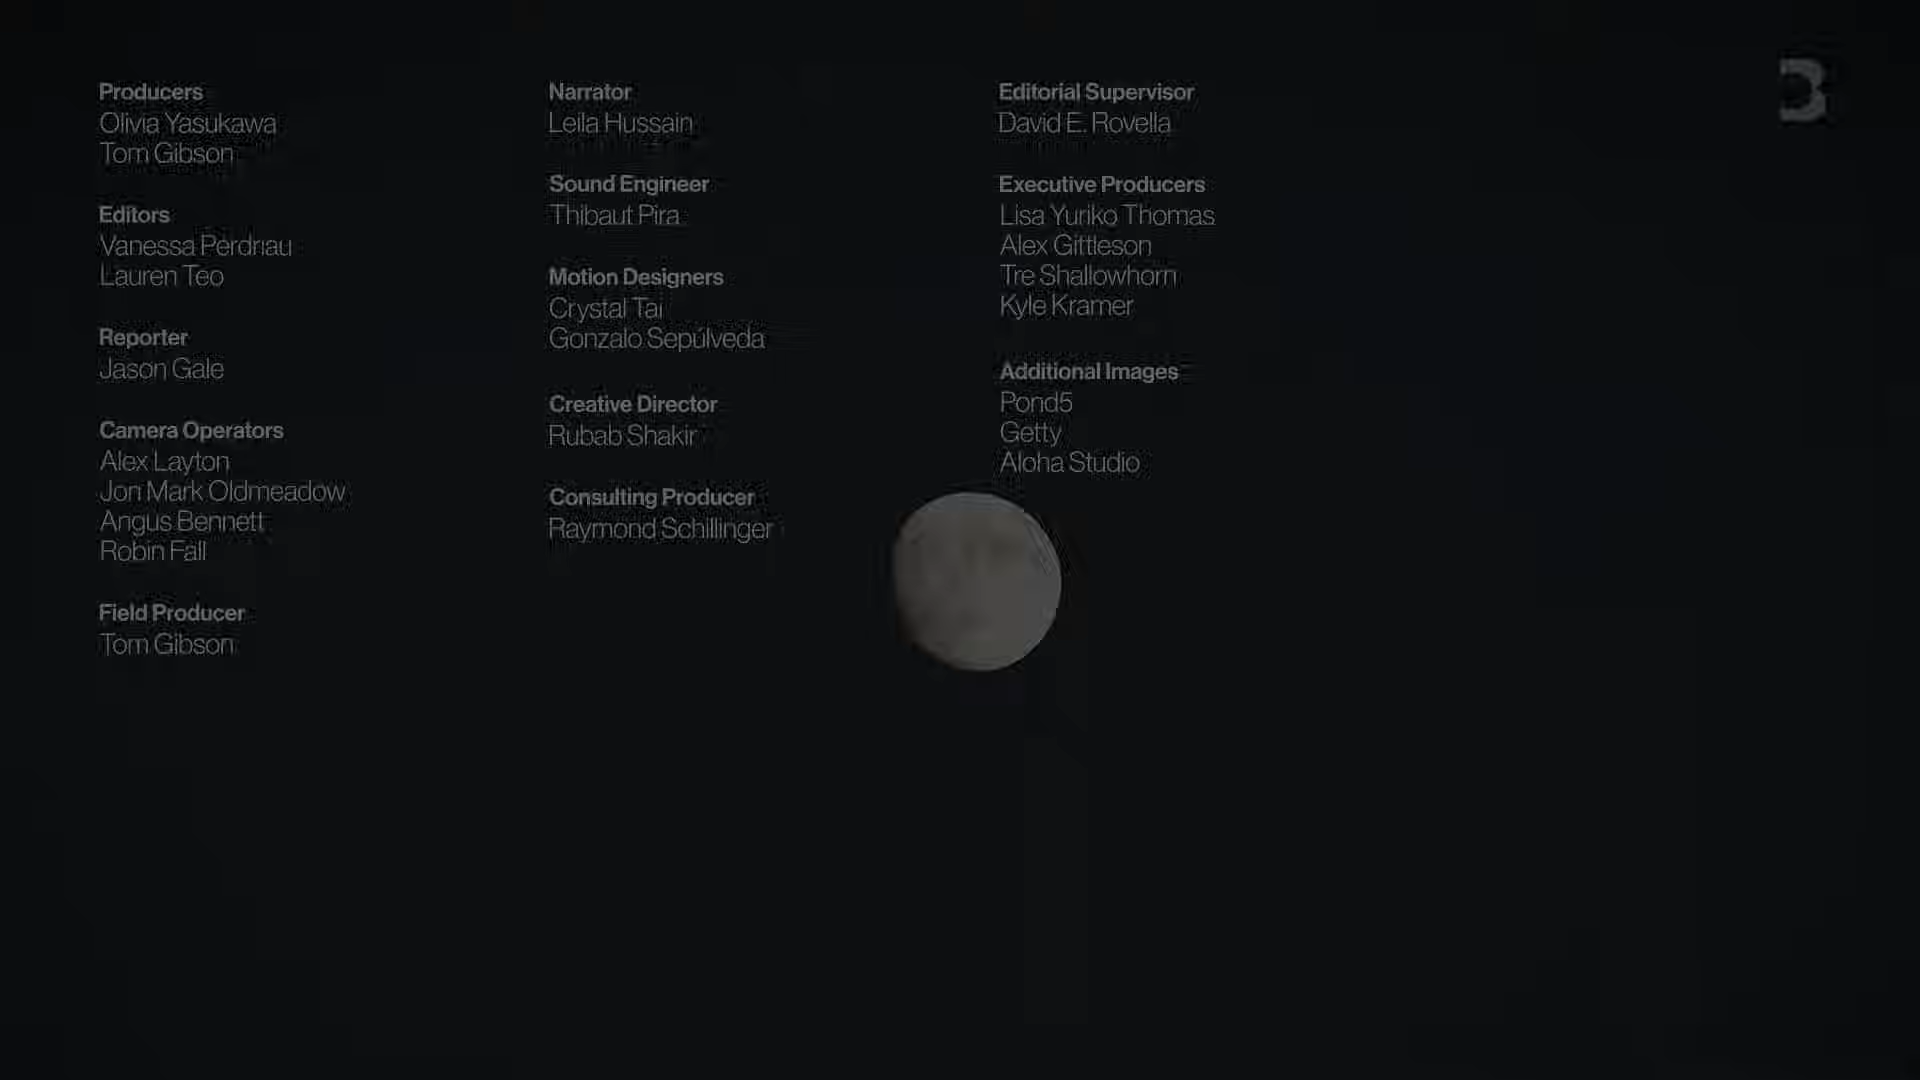 Producers
Olivia Yasukawa
Tom Gibson
Editors
Vanessa Perdriau
Lauren Teo
Reporter
Jason Gale
Camera Operators
Alex Layton
Jon Mark Oldmeadow
Angus Bennett
Robin Fall
Field Producer
Tom Gibson
Narrator
Leila Hussain
Sound Engineer
Thibaut Pira
Motion Designers
Crystal Tai
Gonzalo Sepúlveda
Creative Director
Rubab Shakir
Consulting Producer
Raymond Schillinger
Editorial Supervisor
David E. Rovella
Executive Producers
Lisa Yuriko Thomas
Alex Gittleson
Tre Shallowhorn
Kyle Kramer
Additional Images
Pond5
Getty
Aloha Studio